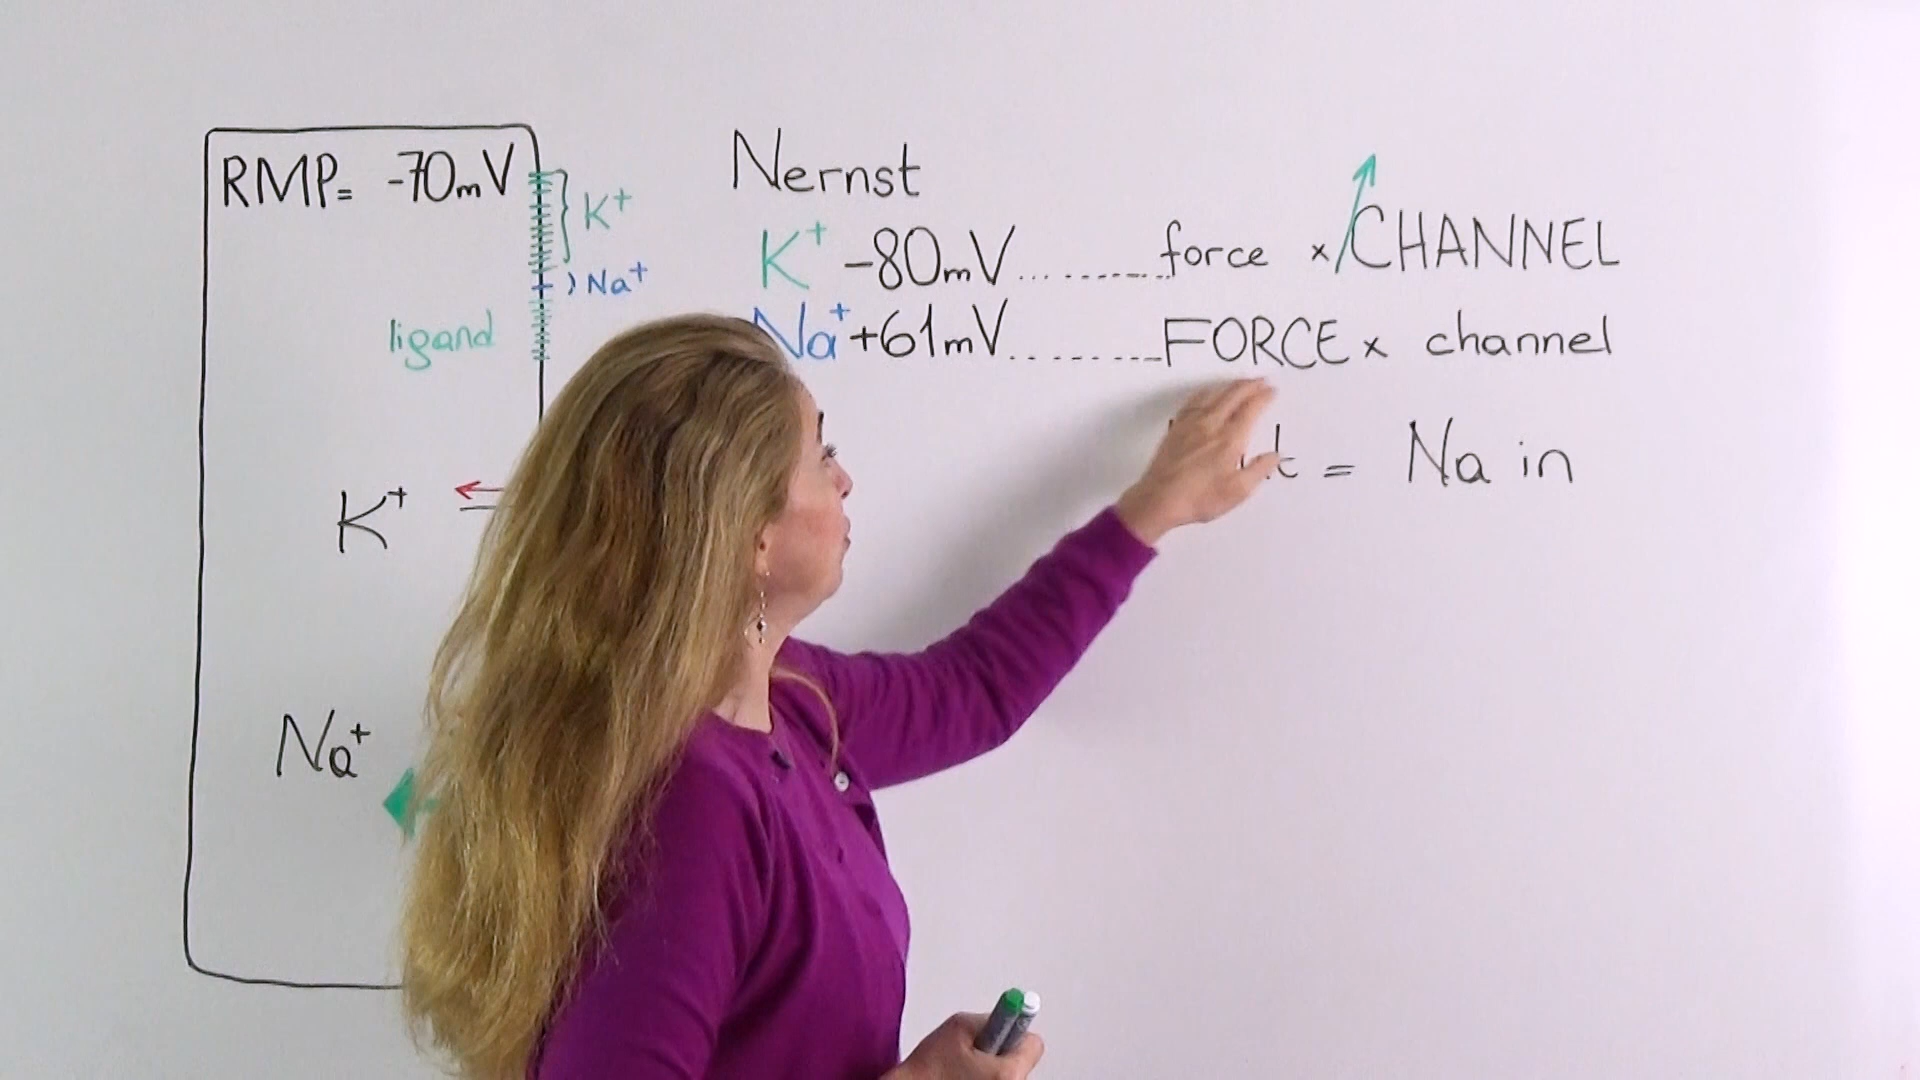 RMP= -70mV
K+
Na+
ligand
K+
Na+
Nernst
K+ -80mV.........force × CHANNEL
Na+ +61mV.........FORCE × channel
= Na in